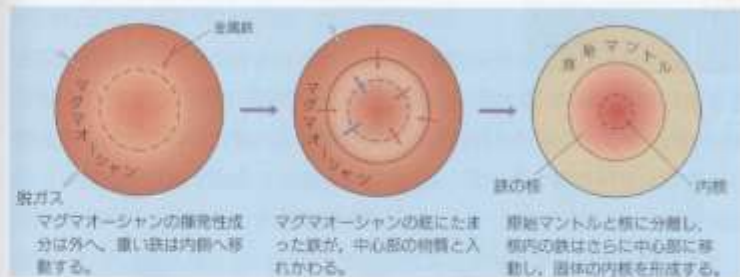 金属鉄
マグマオーシャン
脱ガス
マグマオーシャンの揮発性成
分は外へ，重い鉄は内側へ移
動する。
マグマオーシャン
マグマオーシャンの底にたま
った鉄が，中心部の物質と入
れかわる。
原始マントル
鉄の核
内核
原始マントルと核に分離し，
核内の鉄はさらに中心部に移
動し，固体の内核を形成する。